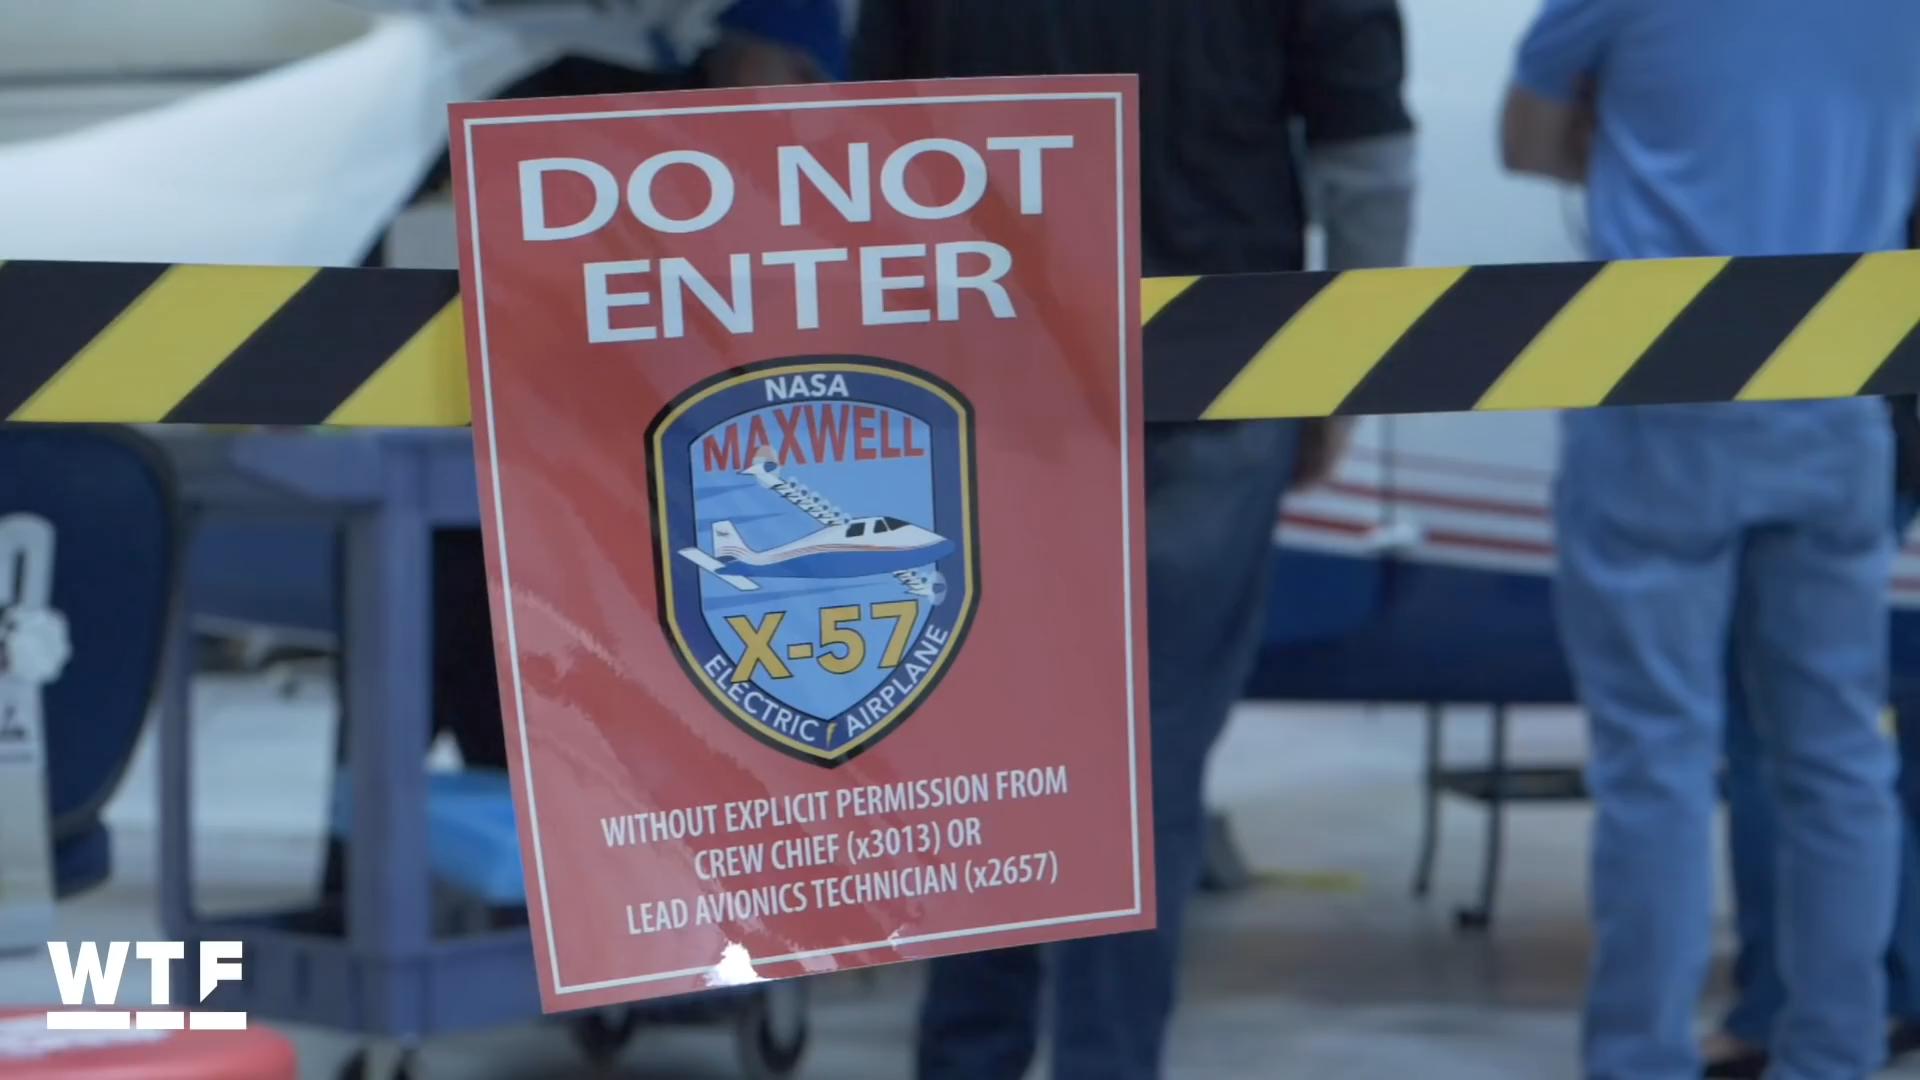 DO NOT
ENTER
NASA
MAXWELL
X-57
ELECTRIC AIRPLANE
WITHOUT EXPLICIT PERMISSION FROM
CREW CHIEF (x3013) OR
LEAD AVIONICS TECHNICIAN (x2657)
WTF